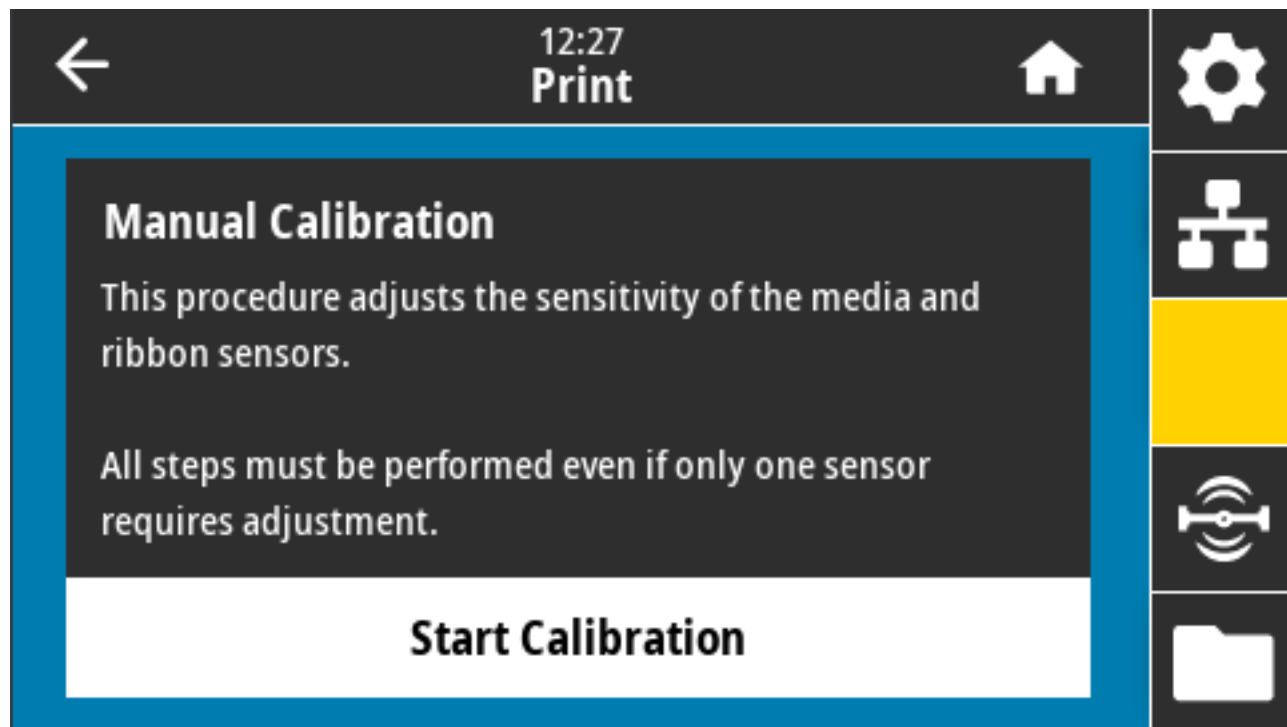 12:27
Print
Manual Calibration
This procedure adjusts the sensitivity of the media and
ribbon sensors.
All steps must be performed even if only one sensor
requires adjustment.
Start Calibration